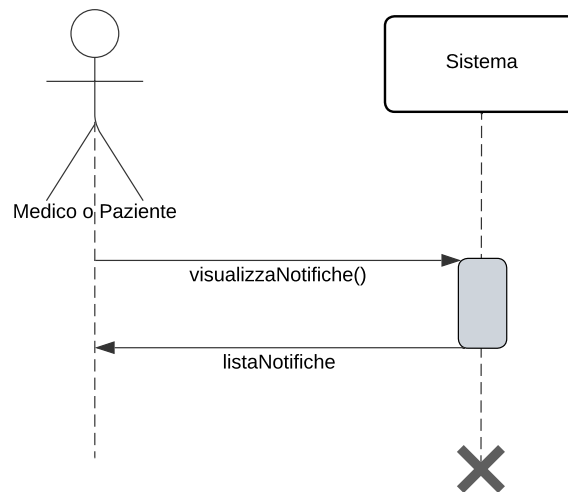 Sistema
Medico o Paziente
visualizzaNotifiche()
listaNotifiche